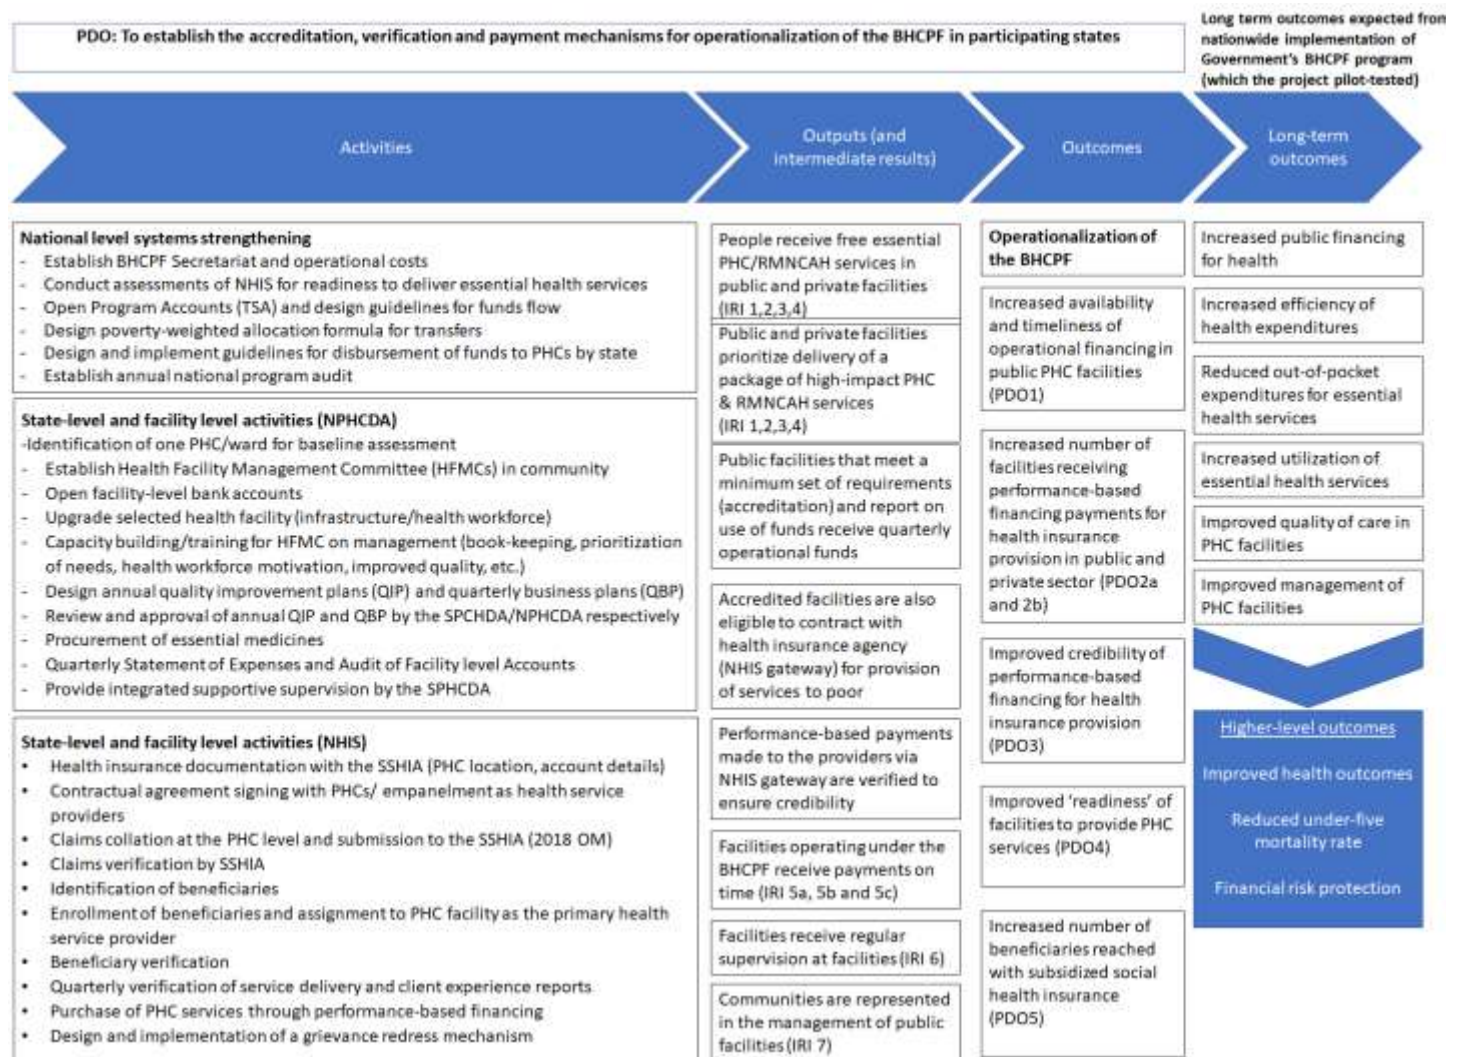 PDO: To establish the accreditation, verification and payment mechanisms for operationalization of the BHCPF in participating states
Long term outcomes expected from
nationwide implementation of
Government's BHCPF program
(which the project pilot-tested)
Activities
Outputs (and
intermediate results)
Outcomes
Long-term
outcomes
National level systems strengthening
- Establish BHCPF Secretariat and operational costs
- Conduct assessments of NHIS for readiness to deliver essential health services
- Open Program Accounts (TSA) and design guidelines for funds flow
- Design poverty-weighted allocation formula for transfers
- Design and implement guidelines for disbursement of funds to PHCs by state
- Establish annual national program audit
State-level and facility level activities (NPHCDA)
-Identification of one PHC/ward for baseline assessment
- Establish Health Facility Management Committee (HFMCs) in community
- Open facility-level bank accounts
- Upgrade selected health facility (infrastructure/health workforce)
- Capacity building/training for HFMC on management (book-keeping, prioritization
of needs, health workforce motivation, improved quality, etc.)
- Design annual quality improvement plans (QIP) and quarterly business plans (QBP)
- Review and approval of annual QIP and QBP by the SPCHDA/NPHCDA respectively
- Procurement of essential medicines
- Quarterly Statement of Expenses and Audit of Facility level Accounts
- Provide integrated supportive supervision by the SPHCDA
State-level and facility level activities (NHIS)
• Health insurance documentation with the SSHIA (PHC location, account details)
• Contractual agreement signing with PHCs/ empanelment as health service
providers
• Claims collation at the PHC level and submission to the SSHIA (2018 OM)
• Claims verification by SSHIA
• Identification of beneficiaries
• Enrollment of beneficiaries and assignment to PHC facility as the primary health
service provider
• Beneficiary verification
• Quarterly verification of service delivery and client experience reports
• Purchase of PHC services through performance-based financing
• Design and implementation of a grievance redress mechanism
People receive free essential
PHC/RMNCAH services in
public and private facilities
(IRI 1,2,3,4)
Public and private facilities
prioritize delivery of a
package of high-impact PHC
& RMNCAH services
(IRI 1,2,3,4)
Public facilities that meet a
minimum set of requirements
(accreditation) and report on
use of funds receive quarterly
operational funds
Accredited facilities are also
eligible to contract with
health insurance agency
(NHIS gateway) for provision
of services to poor
Performance-based payments
made to the providers via
NHIS gateway are verified to
ensure credibility
Facilities operating under the
BHCPF receive payments on
time (IRI 5a, 5b and 5c)
Facilities receive regular
supervision at facilities (IRI 6)
Communities are represented
in the management of public
facilities (IRI 7)
Operationalization of
the BHCPF
Increased availability
and timeliness of
operational financing in
public PHC facilities
(PDO1)
Increased number of
facilities receiving
performance-based
financing payments for
health insurance
provision in public and
private sector (PDO2a
and 2b)
Improved credibility of
performance-based
financing for health
insurance provision
(PDO3)
Improved 'readiness' of
facilities to provide PHC
services (PDO4)
Increased number of
beneficiaries reached
with subsidized social
health insurance
(PDO5)
Increased public financing
for health
Increased efficiency of
health expenditures
Reduced out-of-pocket
expenditures for essential
health services
Increased utilization of
essential health services
Improved quality of care in
PHC facilities
Improved management of
PHC facilities
Higher-level outcomes
Improved health outcomes
Reduced under-five
mortality rate
Financial risk protection